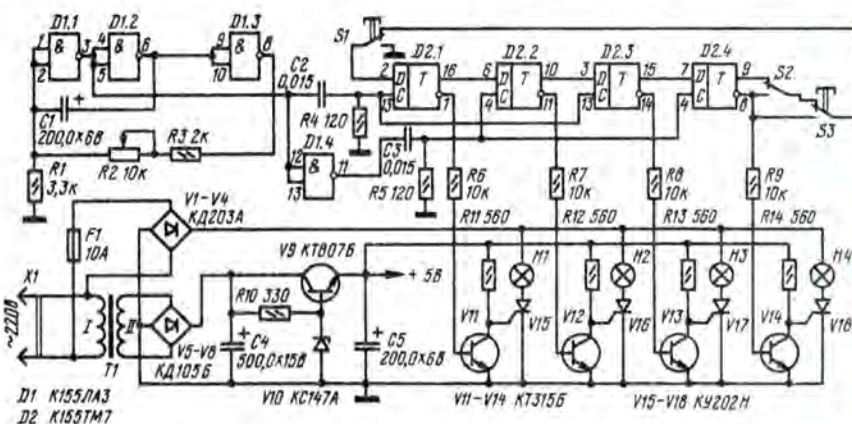 D1.1 D1.2 D1.3
1 2 & 3 4 5 & 6 9 10 & 8
C1
200,0×6В
R1
3,3к
R2 10к
R3 2к
C2
0,015
R4 120
12 13 & 11
D1.4
C3
0,015
R5 120
S1
D2.1 D2.2 D2.3 D2.4
2 D T 16 6 D T 10 3 D T 15 7 D T 9
13 C 7 4 C 11 13 C 14 4 C 8
S2
S3
R6
10к
R7
10к
R8
10к
R9
10к
R11 560 R12 560 R13 560 R14 560
V1-V4
КД203А
F1
10А
X1
~220В
I II
T1
V5-V8
КД105Б
V9 КТ807Б
+5В
R10 330
C4
500,0×15В
C5
200,0×6В
V10 КС147А
H1 H2 H3 H4
V11 V15 V12 V16 V13 V17 V14 V18
V11-V14 КТ315Б V15-V18 КУ202Н
D1 К155ЛА3
D2 К155ТМ7